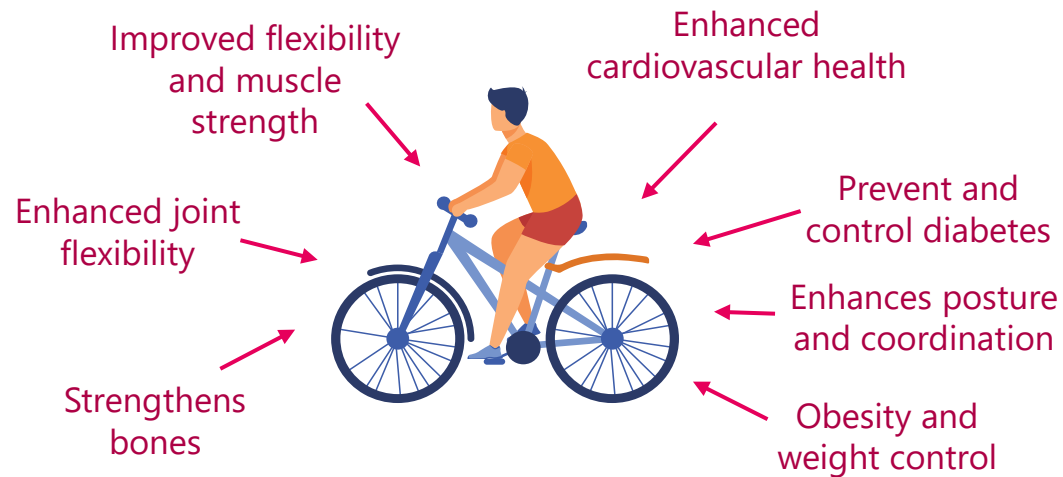 Improved flexibility
and muscle
strength
Enhanced
cardiovascular health
Enhanced joint
flexibility
Prevent and
control diabetes
Enhances posture
and coordination
Strengthens
bones
Obesity and
weight control